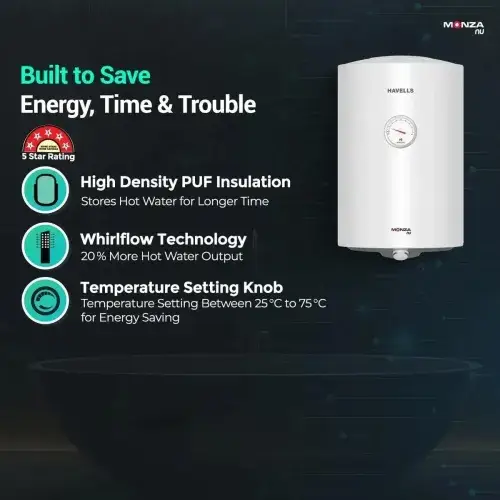 MONZA
nu
Built to Save
Energy, Time & Trouble
HAVELLS
5 Star Rating
High Density PUF Insulation
Stores Hot Water for Longer Time
Whirlflow Technology
20% More Hot Water Output
MONZA
nu
Temperature Setting Knob
Temperature Setting Between 25°C to 75°C
for Energy Saving